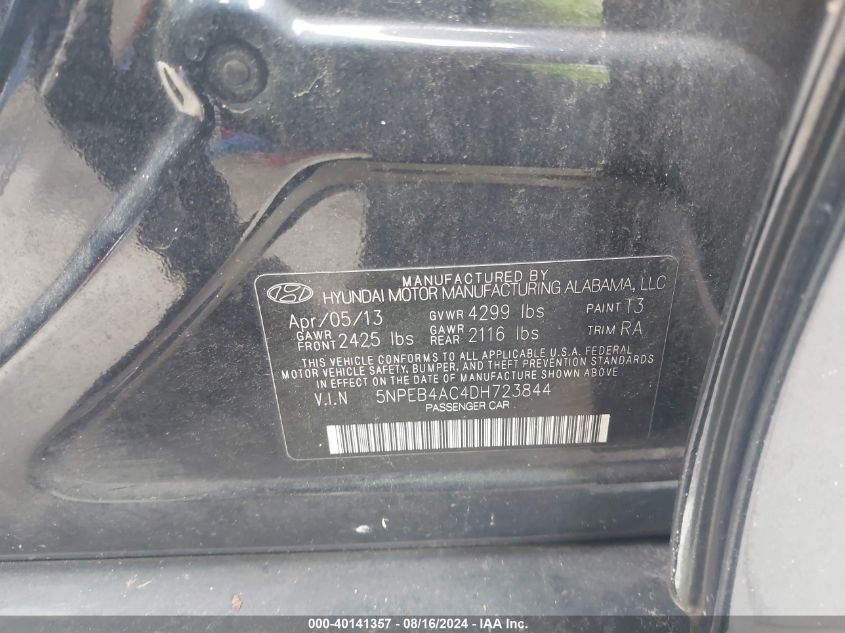 MANUFACTURED BY
HYUNDAI MOTOR MANUFACTURING ALABAMA, LLC
Apr/05/13 GVWR 4299 lbs PAINT T3
GAWR FRONT 2425 lbs GAWR REAR 2116 lbs TRIM RA
THIS VEHICLE CONFORMS TO ALL APPLICABLE U.S.A. FEDERAL
MOTOR VEHICLE SAFETY, BUMPER, AND THEFT PREVENTION STANDARDS
IN EFFECT ON THE DATE OF MANUFACTURE SHOWN ABOVE
V.I.N 5NPEB4AC4DH723844
PASSENGER CAR
000-40141357 - 08/16/2024 - IAA Inc.